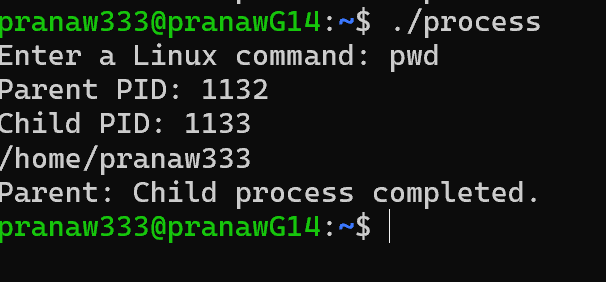 pranaw333@pranawG14:~$ ./process
Enter a Linux command: pwd
Parent PID: 1132
Child PID: 1133
/home/pranaw333
Parent: Child process completed.
pranaw333@pranawG14:~$